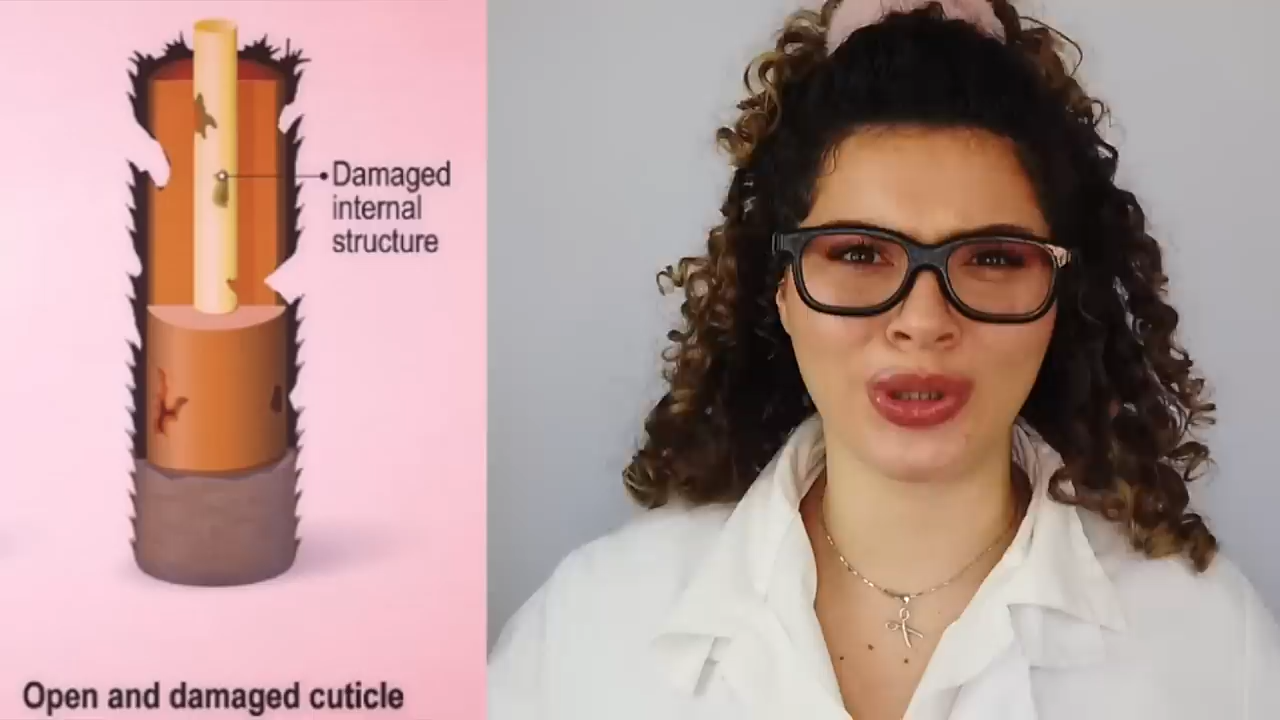 Damaged
internal
structure
Open and damaged cuticle